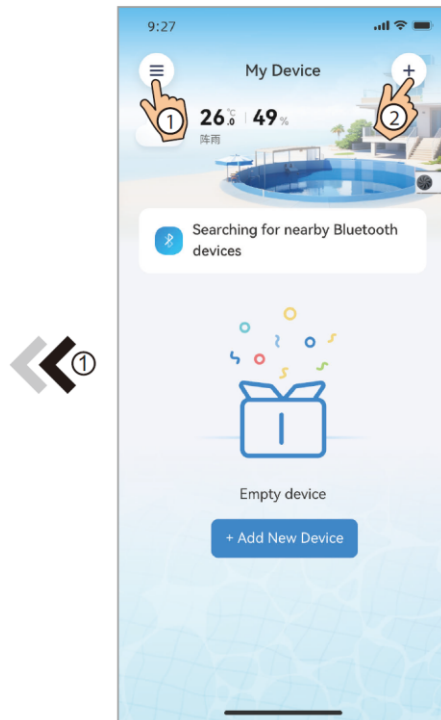 9:27
My Device
① ②
26.0 ℃ 49 %
阵雨
Searching for nearby Bluetooth
devices
①
Empty device
+ Add New Device